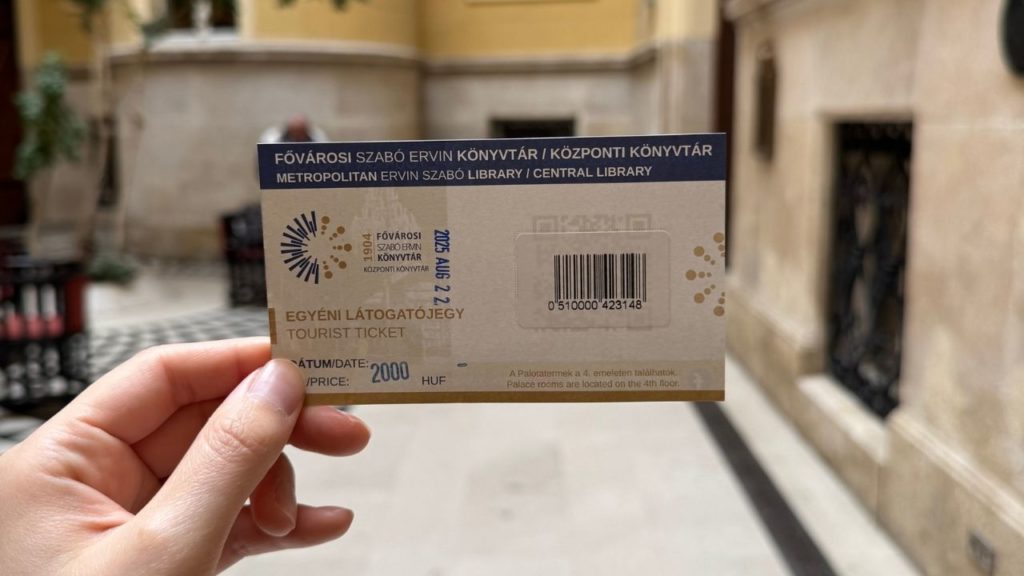 FŐVÁROSI SZABÓ ERVIN KÖNYVTÁR / KÖZPONTI KÖNYVTÁR
METROPOLITAN ERVIN SZABÓ LIBRARY / CENTRAL LIBRARY
1904
FŐVÁROSI
SZABÓ ERVIN
KÖNYVTÁR
KÖZPONTI KÖNYVTÁR
2025 AUG 22
0 510000 423148
EGYÉNI LÁTOGATÓJEGY
TOURIST TICKET
DÁTUM/DATE:
/PRICE: 2000 HUF
A Palotatermek a 4. emeleten találhatók.
Palace rooms are located on the 4th floor.